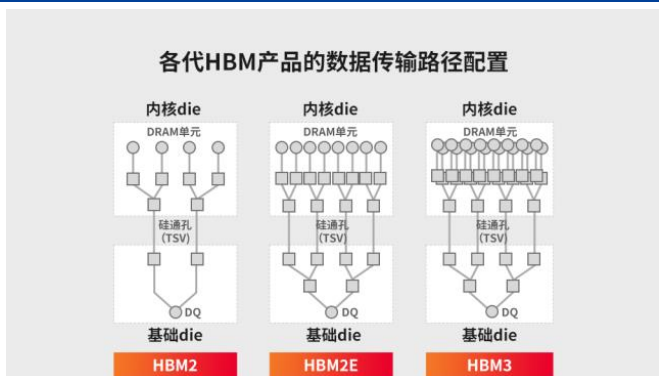 各代HBM产品的数据传输路径配置
内核die
内核die
内核die
DRAM单元
DRAM单元
DRAM单元
硅通孔
(TSV)
硅通孔
(TSV)
硅通孔
(TSV)
DQ
DQ
DQ
基础die
基础die
基础die
HBM2
HBM2E
HBM3